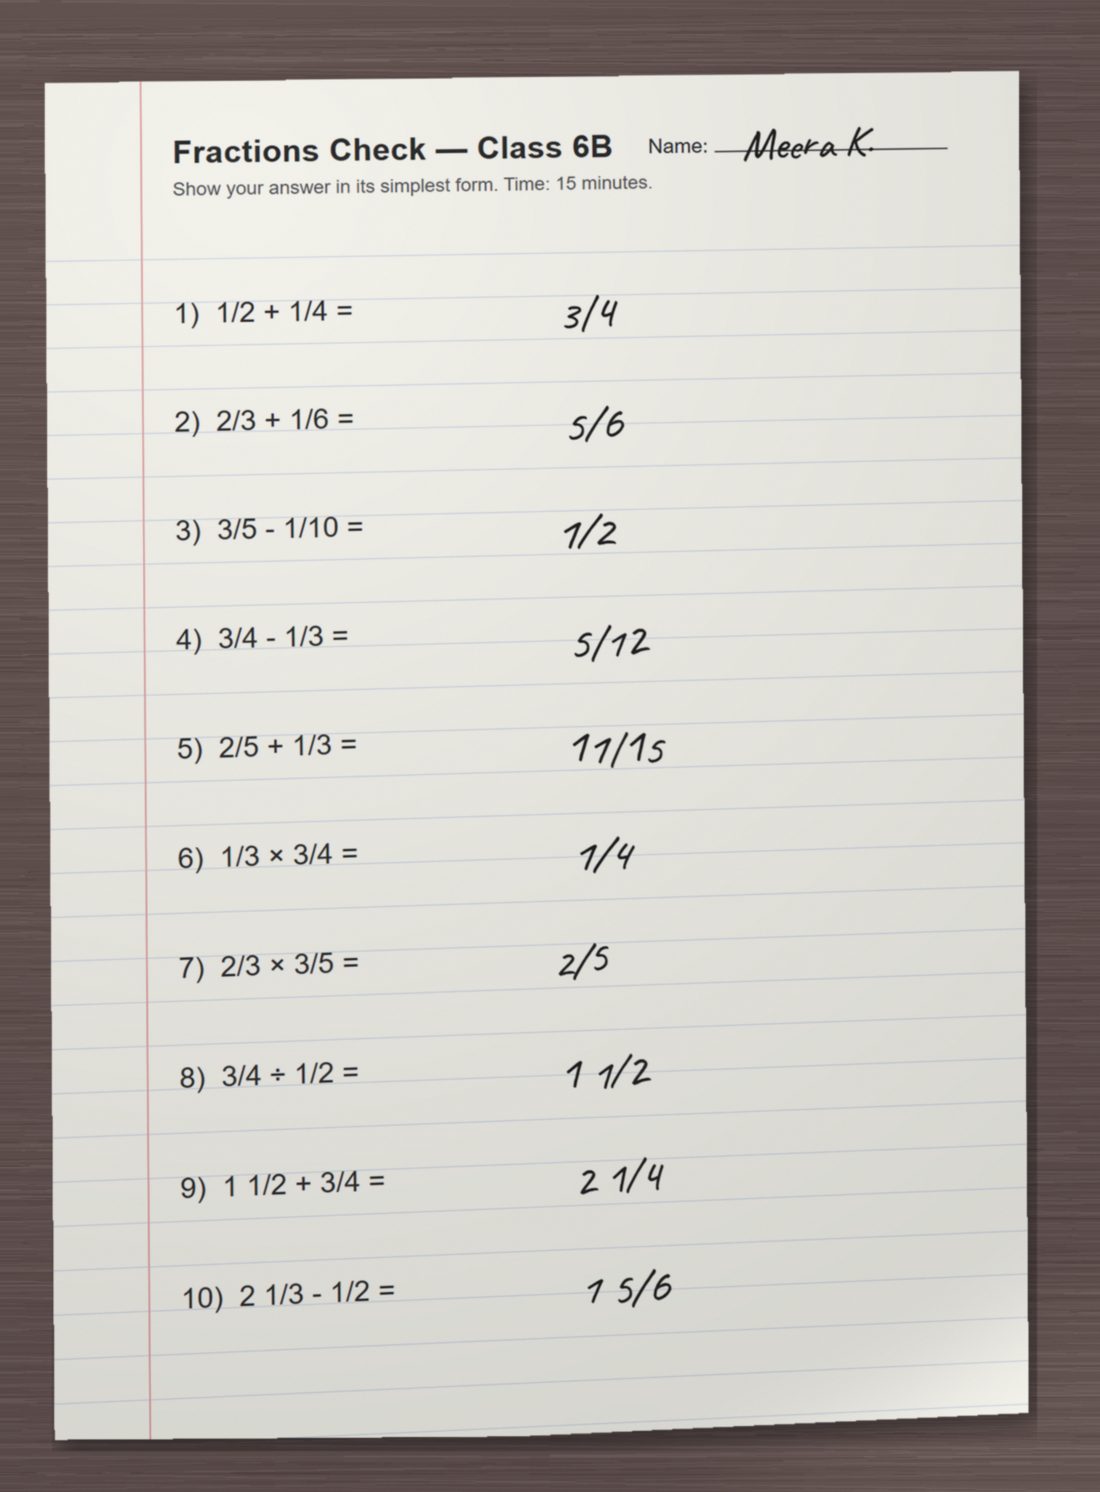 Fractions Check — Class 6B Name: Meera K.
Show your answer in its simplest form. Time: 15 minutes.
1) 1/2 + 1/4 = 3/4
2) 2/3 + 1/6 = 5/6
3) 3/5 - 1/10 = 1/2
4) 3/4 - 1/3 = 5/12
5) 2/5 + 1/3 = 11/15
6) 1/3 × 3/4 = 1/4
7) 2/3 × 3/5 = 2/5
8) 3/4 ÷ 1/2 = 1 1/2
9) 1 1/2 + 3/4 = 2 1/4
10) 2 1/3 - 1/2 = 1 5/6